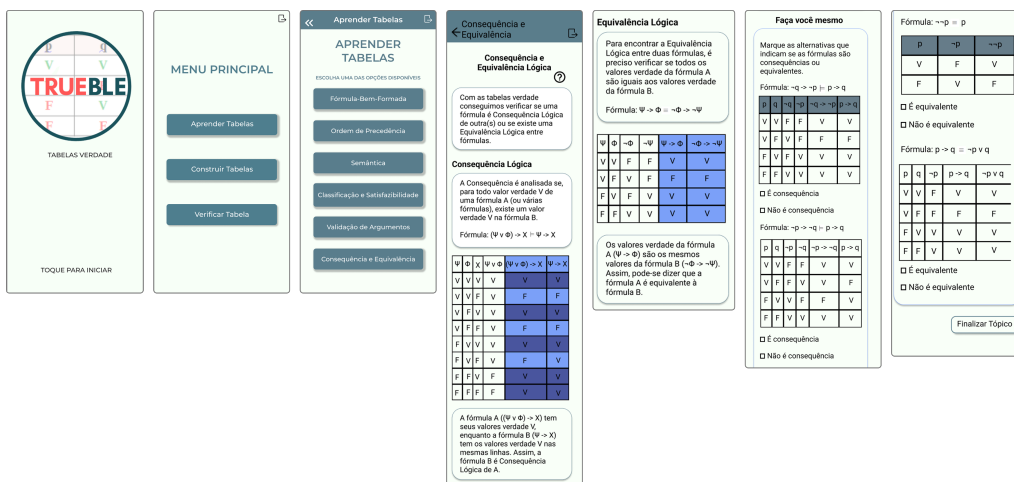 p q
V V
TRUEBLE
F V
F F
TABELAS VERDADE
TOQUE PARA INICIAR
MENU PRINCIPAL
Aprender Tabelas
Construir Tabelas
Verificar Tabela
Aprender Tabelas
APRENDER
TABELAS
ESCOLHA UMA DAS OPÇÕES DISPONÍVEIS
Fórmula-Bem-Formada
Ordem de Precedência
Semântica
Classificação e Satisfazibilidade
Validação de Argumentos
Consequência e Equivalência
Consequência e
Equivalência
Consequência e
Equivalência Lógica
Com as tabelas verdade
conseguimos verificar se uma
fórmula é Consequência Lógica
de outra(s) ou se existe uma
Equivalência Lógica entre
fórmulas.
Consequência Lógica
A Consequência é analisada se,
para todo valor verdade V de
uma fórmula A (ou várias
fórmulas), existe um valor
verdade V na fórmula B.
Fórmula: (Ψ v Φ) -> X ⊢ Ψ -> X
Ψ Φ X Ψ v Φ (Ψ v Φ) -> X Ψ -> X
V V V V V V
V V F V F F
V F V V V V
V F F V F F
F V V V V V
F V F V F V
F F V F V V
F F F F V V
A fórmula A ((Ψ v Φ) -> X) tem
seus valores verdade V,
enquanto a fórmula B (Ψ -> X)
tem os valores verdade V nas
mesmas linhas. Assim, a
fórmula B é Consequência
Lógica de A.
Equivalência Lógica
Para encontrar a Equivalência
Lógica entre duas fórmulas, é
preciso verificar se todos os
valores verdade da fórmula A
são iguais aos valores verdade
da fórmula B.
Fórmula: Ψ -> Φ = ¬Φ -> ¬Ψ
Ψ Φ ¬Φ ¬Ψ Ψ -> Φ ¬Φ -> ¬Ψ
V V F F V V
V F V F F F
F V F V V V
F F V V V V
Os valores verdade da fórmula
A (Ψ -> Φ) são os mesmos
valores da fórmula B (¬Φ -> ¬Ψ).
Assim, pode-se dizer que a
fórmula A é equivalente à
fórmula B.
Faça você mesmo
Marque as alternativas que
indicam se as fórmulas são
consequências ou
equivalentes.
Fórmula: ¬q -> ¬p ⊢ p -> q
p q ¬p ¬q ¬q -> ¬p p -> q
V V F F V V
V F F V F F
F V V F V V
F F V V V V
É consequência
Não é consequência
Fórmula: ¬p -> ¬q ⊢ p -> q
p q ¬p ¬q ¬p -> ¬q p -> q
V V F F V V
V F F V V F
F V V F F V
F F V V V V
É consequência
Não é consequência
Fórmula: ¬¬p = p
p ¬p ¬¬p
V F V
F V F
É equivalente
Não é equivalente
Fórmula: p -> q = ¬p v q
p q ¬p p -> q ¬p v q
V V F V V
V F F F F
F V V V V
F F V V V
É equivalente
Não é equivalente
Finalizar Tópico